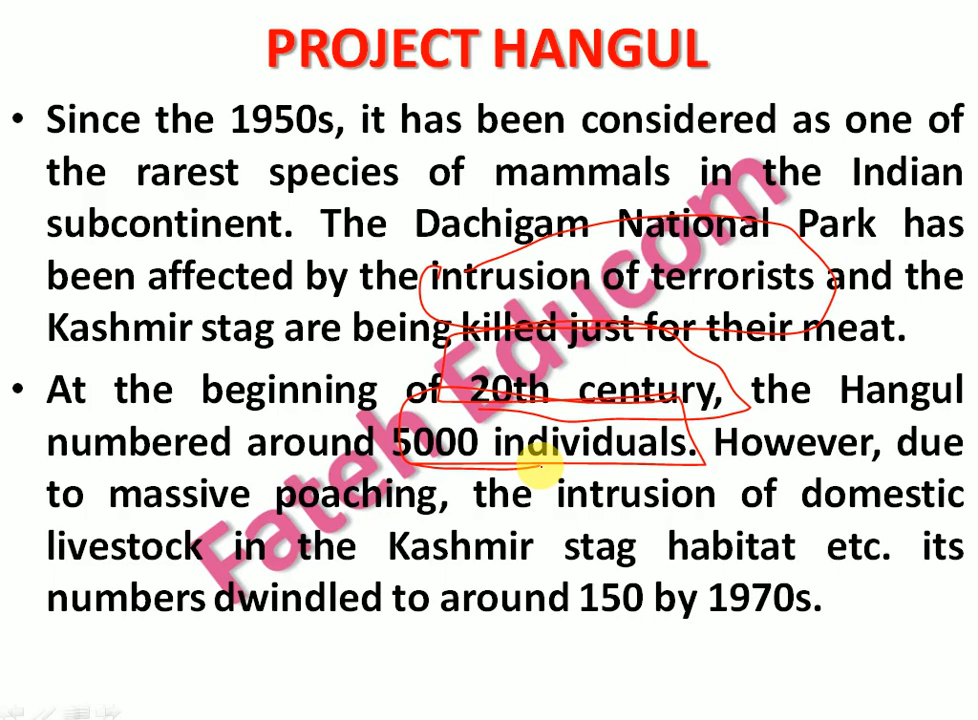 PROJECT HANGUL
• Since the 1950s, it has been considered as one of
the rarest species of mammals in the Indian
subcontinent. The Dachigam National Park has
been affected by the intrusion of terrorists and the
Kashmir stag are being killed just for their meat.
• At the beginning of 20th century, the Hangul
numbered around 5000 individuals. However, due
to massive poaching, the intrusion of domestic
livestock in the Kashmir stag habitat etc. its
numbers dwindled to around 150 by 1970s.
Fateh Educom